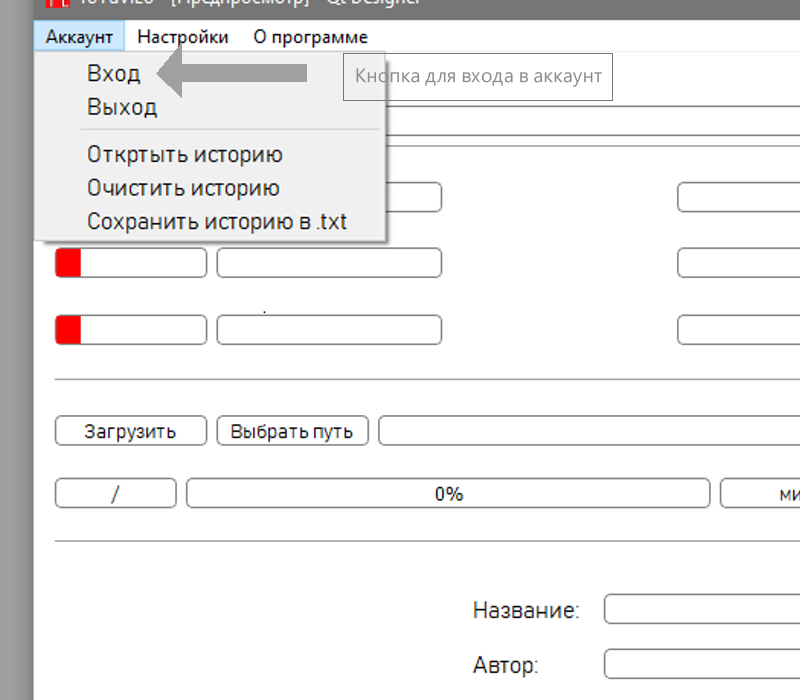 [Предпросмотр] - Qt Designer
Аккаунт Настройки О программе
Вход
Кнопка для входа в аккаунт
Выход
Откртыть историю
Очистить историю
Сохранить историю в .txt
Загрузить Выбрать путь
/ 0% ми
Название:
Автор: